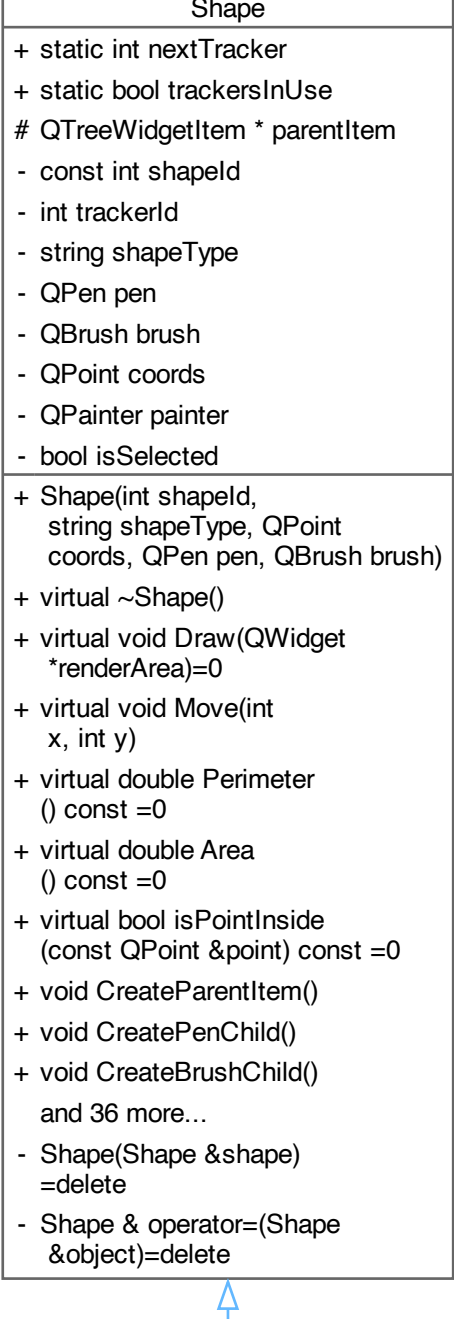 Shape
+ static int nextTracker
+ static bool trackersInUse
# QTreeWidgetItem * parentItem
- const int shapeId
- int trackerId
- string shapeType
- QPen pen
- QBrush brush
- QPoint coords
- QPainter painter
- bool isSelected
+ Shape(int shapeId,
string shapeType, QPoint
coords, QPen pen, QBrush brush)
+ virtual ~Shape()
+ virtual void Draw(QWidget
*renderArea)=0
+ virtual void Move(int
x, int y)
+ virtual double Perimeter
() const =0
+ virtual double Area
() const =0
+ virtual bool isPointInside
(const QPoint &point) const =0
+ void CreateParentItem()
+ void CreatePenChild()
+ void CreateBrushChild()
and 36 more...
- Shape(Shape &shape)
=delete
- Shape & operator=(Shape
&object)=delete